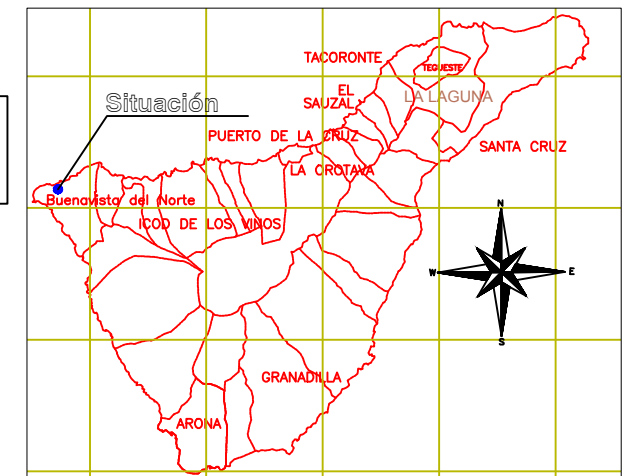 TACORONTE
TEGUESTE
EL
SAUZAL
LA LAGUNA
Situación
PUERTO DE LA CRUZ
SANTA CRUZ
LA OROTAVA
Buenavista del Norte
ICOD DE LOS VINOS
N
W
E
S
GRANADILLA
ARONA